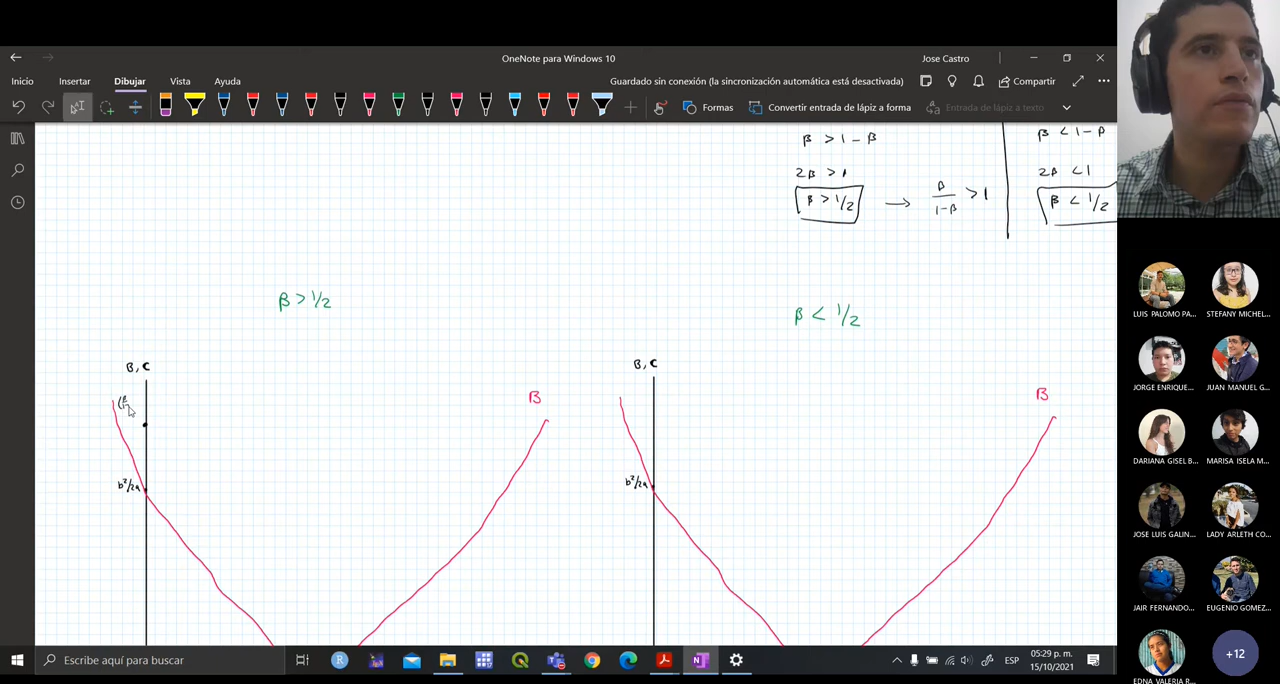 OneNote para Windows 10
Jose Castro
Inicio
Insertar
Dibujar
Vista
Ayuda
Guardado sin conexión (la sincronización automática está desactivada)
Compartir
Formas
Convertir entrada de lápiz a forma
Entrada de lápiz a texto
β > 1 - β
2β > 1
β > 1/2
→ β/1-β > 1
β < 1 - β
2β < 1
β < 1/2
β > 1/2
β < 1/2
B, C
B
b²/2a
B, C
B
b²/2a
LUIS PALOMO PA...
STEFANY MICHEL...
JORGE ENRIQUE...
JUAN MANUEL G...
DARIANA GISEL B...
MARISA ISELA M...
JOSE LUIS GALIN...
LADY ARLETH CO...
JAIR FERNANDO...
EUGENIO GOMEZ...
EDNA VALERIA R...
+12
Escribe aquí para buscar
ESP
05:29 p. m.
15/10/2021